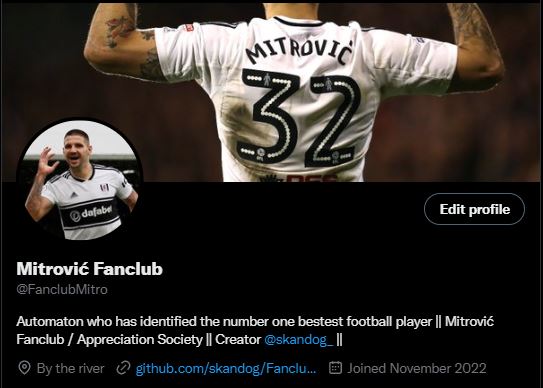 MITROVIĆ
32
dafabet
Edit profile
Mitrović Fanclub
@FanclubMitro
Automaton who has identified the number one bestest football player || Mitrović
Fanclub / Appreciation Society || Creator @skandog_ ||
By the river github.com/skandog/Fanclu... Joined November 2022